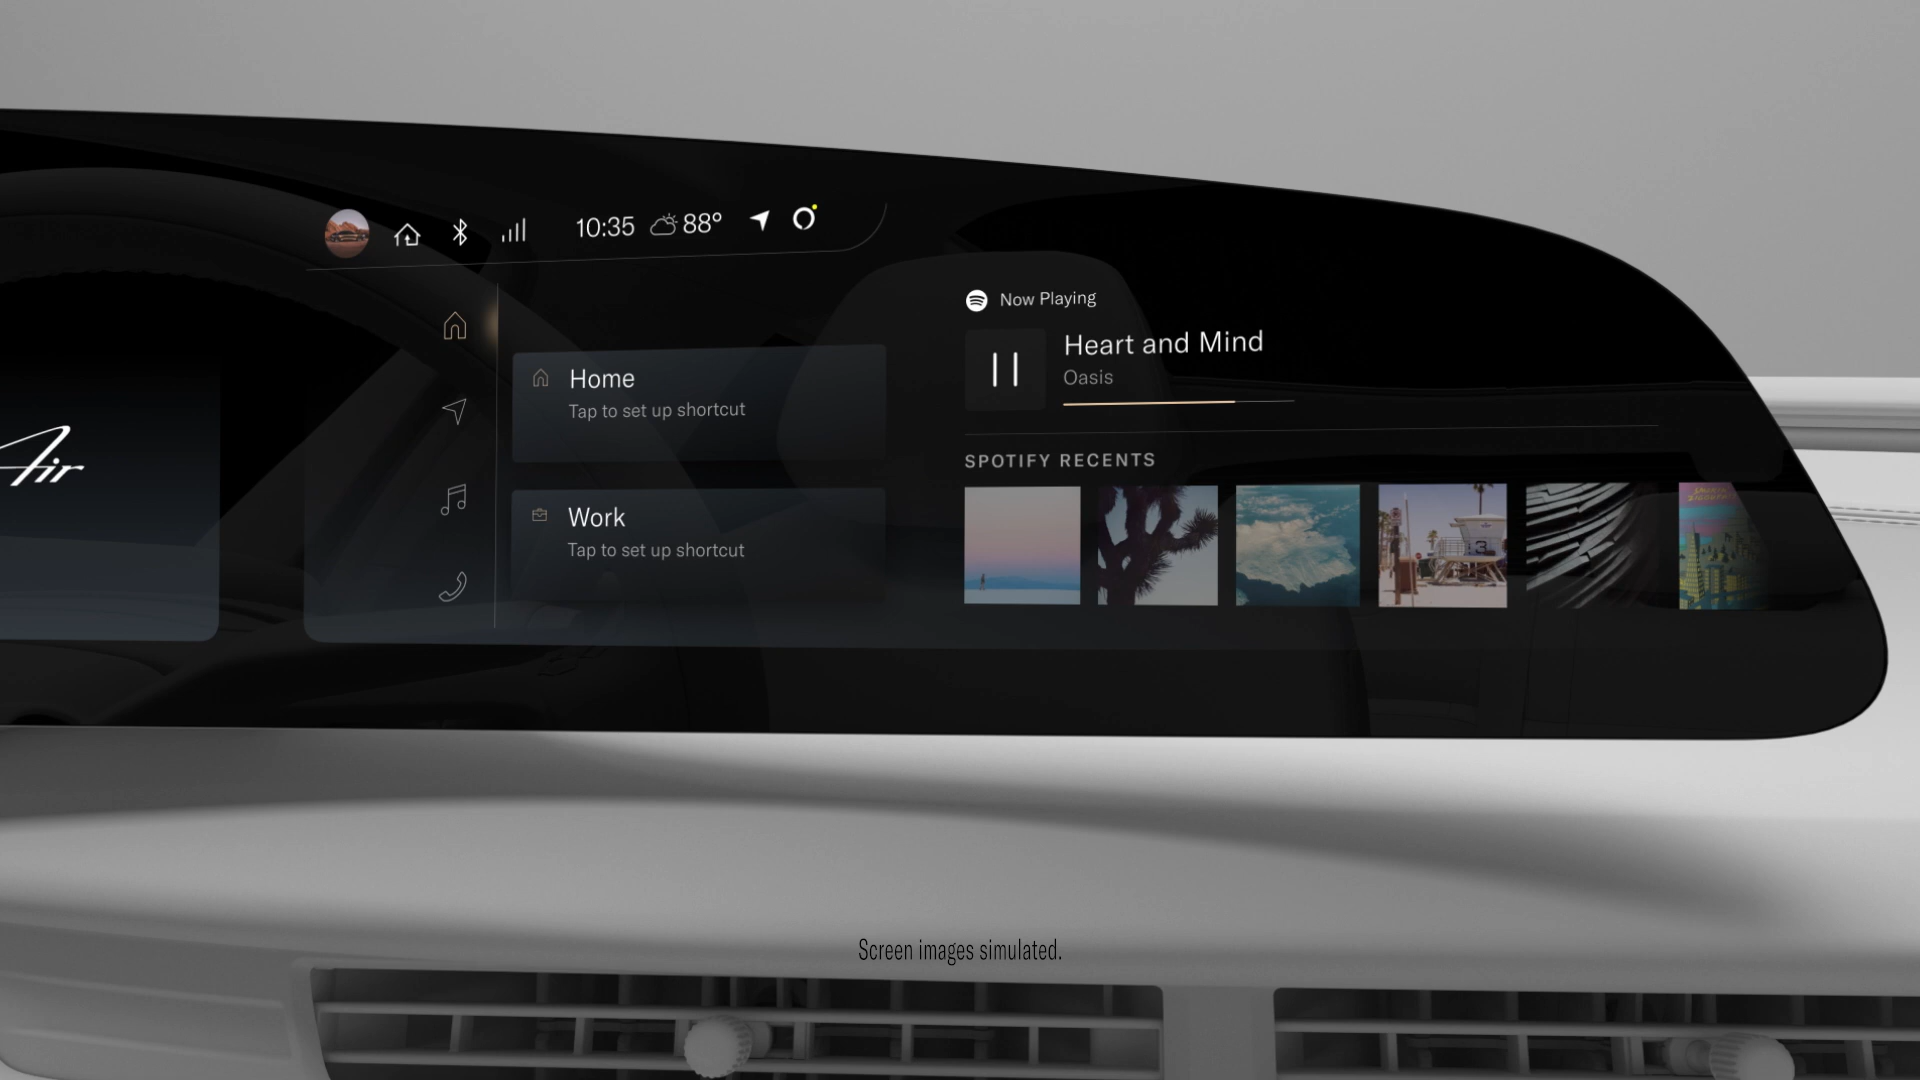 10:35 88°
Now Playing
Heart and Mind
Oasis
Home
Tap to set up shortcut
Air
SPOTIFY RECENTS
Work
Tap to set up shortcut
3
Screen images simulated.